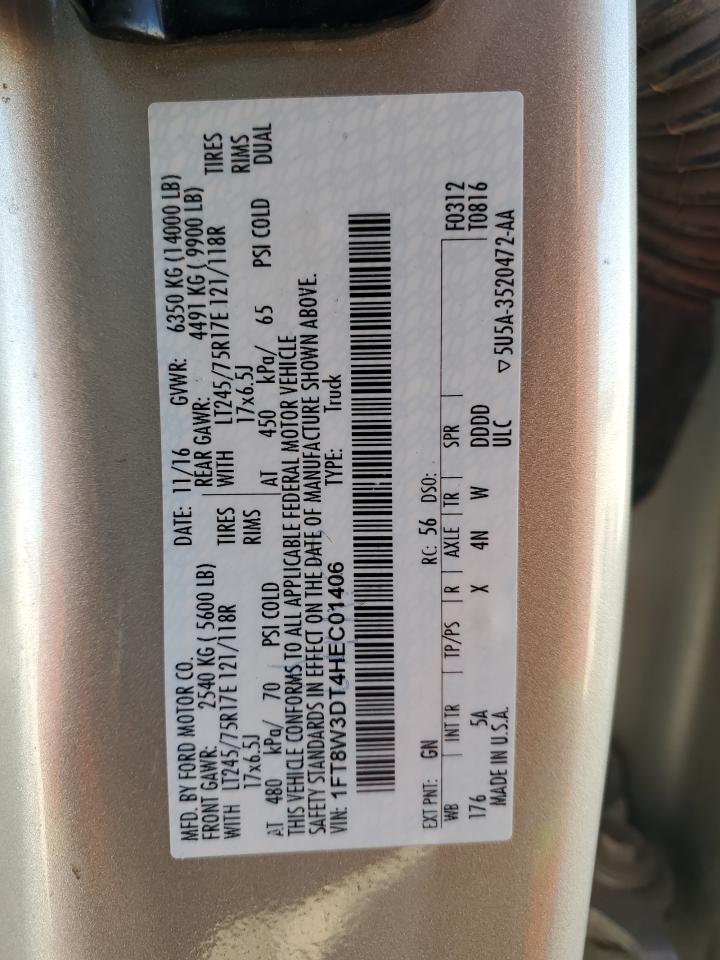 MFD. BY FORD MOTOR CO. DATE: 11/16 GVWR: 6350 KG (14000 LB)
FRONT GAWR: 2540 KG (5600 LB) REAR GAWR: 4491 KG (9900 LB)
WITH LT245/75R17E 121/118R TIRES WITH LT245/75R17E 121/118R TIRES
17x6.5J RIMS 17x6.5J RIMS
AT 480 kPa/ 70 PSI COLD AT 450 kPa/ 65 PSI COLD DUAL
THIS VEHICLE CONFORMS TO ALL APPLICABLE FEDERAL MOTOR VEHICLE
SAFETY STANDARDS IN EFFECT ON THE DATE OF MANUFACTURE SHOWN ABOVE.
VIN: 1FT8W3DT4HEC01406 TYPE: Truck
EXT PNT: GN RC: 56 DSO: F0312
WB INT TR TP/PS R AXLE TR SPR T0816
176 5A X 4N W DDDD
ULC
MADE IN U.S.A. ▽5U5A-3520472-AA